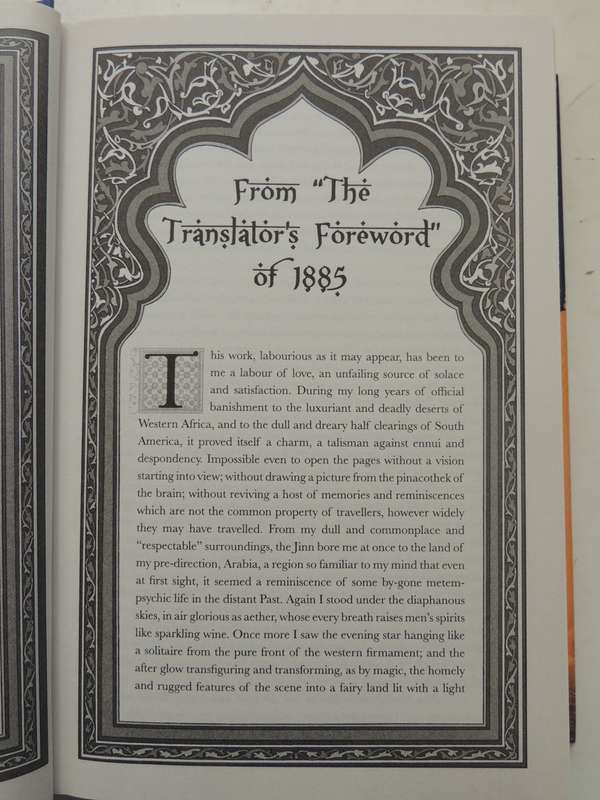 From "The
Translator's Foreword"
of 1885
This work, labourious as it may appear, has been to
me a labour of love, an unfailing source of solace
and satisfaction. During my long years of official
banishment to the luxuriant and deadly deserts of
Western Africa, and to the dull and dreary half clearings of South
America, it proved itself a charm, a talisman against ennui and
despondency. Impossible even to open the pages without a vision
starting into view; without drawing a picture from the pinacothek of
the brain; without reviving a host of memories and reminiscences
which are not the common property of travellers, however widely
they may have travelled. From my dull and commonplace and
“respectable” surroundings, the Jinn bore me at once to the land of
my pre-direction, Arabia, a region so familiar to my mind that even
at first sight, it seemed a reminiscence of some by-gone metem-
psychic life in the distant Past. Again I stood under the diaphanous
skies, in air glorious as aether, whose every breath raises men's spirits
like sparkling wine. Once more I saw the evening star hanging like
a solitaire from the pure front of the western firmament; and the
after glow transfiguring and transforming, as by magic, the homely
and rugged features of the scene into a fairy land lit with a light